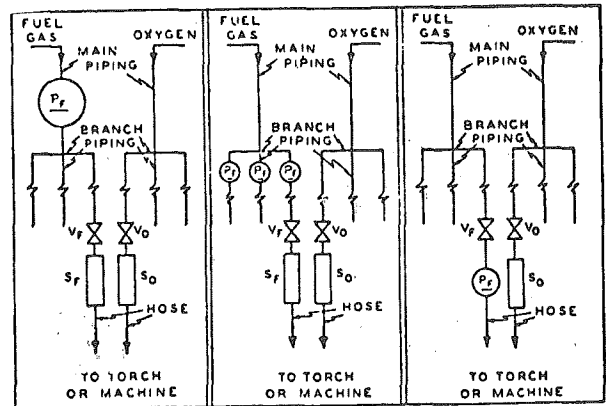 FUEL
GAS
OXYGEN
MAIN
PIPING
PF
BRANCH
PIPING
VF
VO
SF
SO
HOSE
TO TORCH
OR MACHINE
FUEL
GAS
OXYGEN
MAIN
PIPING
BRANCH
PIPING
Pf
Pf
Pf
VF
VO
SF
SO
HOSE
TO TORCH
OR MACHINE
FUEL
GAS
OXYGEN
MAIN
PIPING
BRANCH
PIPING
VF
VO
PF
SO
HOSE
TO TORCH
OR MACHINE